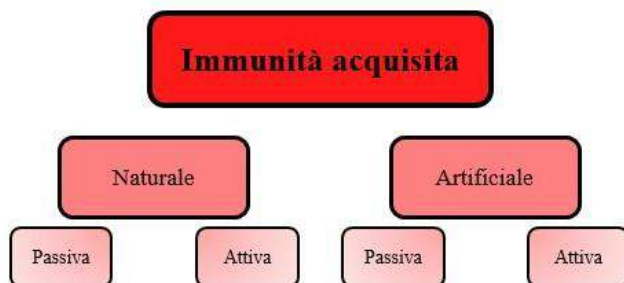 Immunità acquisita
Naturale
Artificiale
Passiva
Attiva
Passiva
Attiva